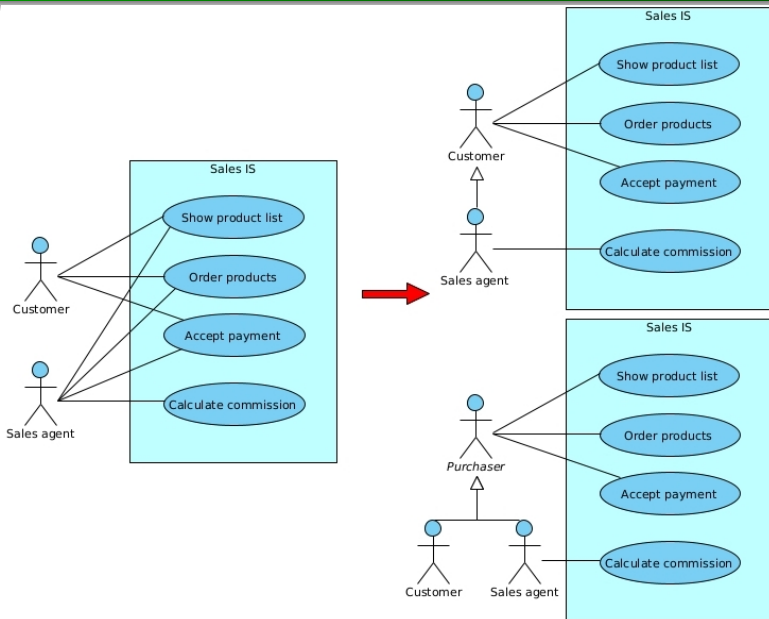 Sales IS
Show product list
Order products
Accept payment
Calculate commission
Customer
Sales agent
Sales IS
Show product list
Order products
Accept payment
Calculate commission
Customer
Sales agent
Sales IS
Show product list
Order products
Accept payment
Calculate commission
Purchaser
Customer
Sales agent